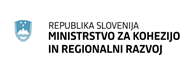 REPUBLIKA SLOVENIJA
MINISTRSTVO ZA KOHEZIJO
IN REGIONALNI RAZVOJ